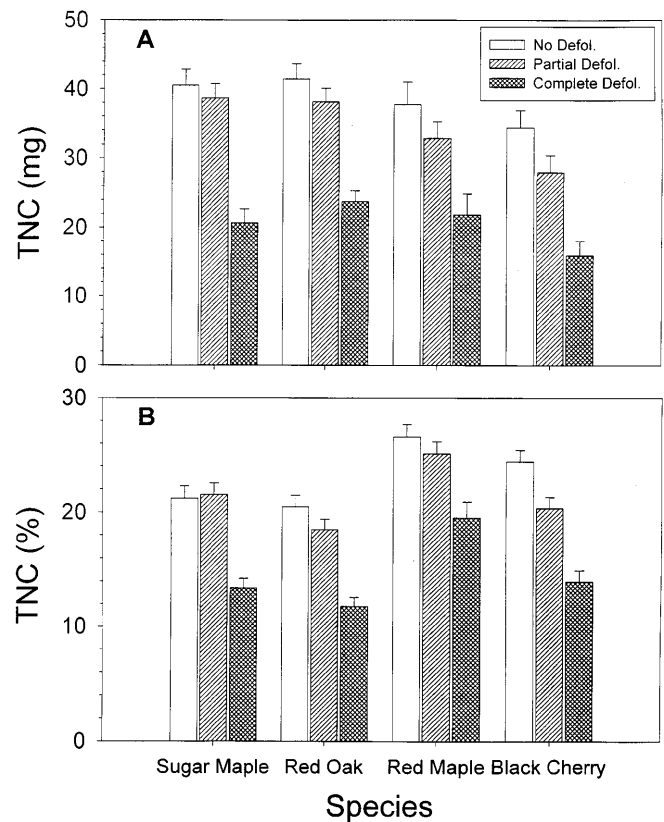 50
A
No Defol.
Partial Defol.
Complete Defol.
40
30
20
10
0
TNC (mg)
30
B
20
10
0
TNC (%)
Sugar Maple Red Oak Red Maple Black Cherry
Species